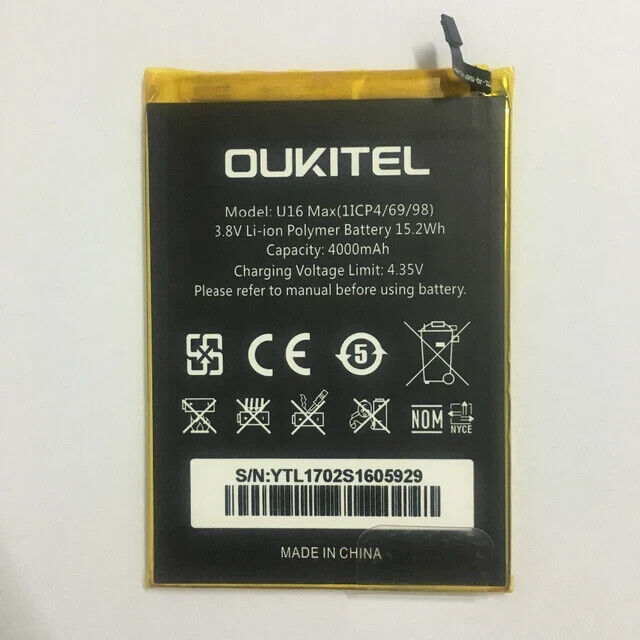 OUKITEL
Model: U16 Max(1ICP4/69/98)
3.8V Li-ion Polymer Battery 15.2Wh
Capacity: 4000mAh
Charging Voltage Limit: 4.35V
Please refer to manual before using battery.
CE 5
NOM NYCE
S/N:YTL1702S1605929
MADE IN CHINA